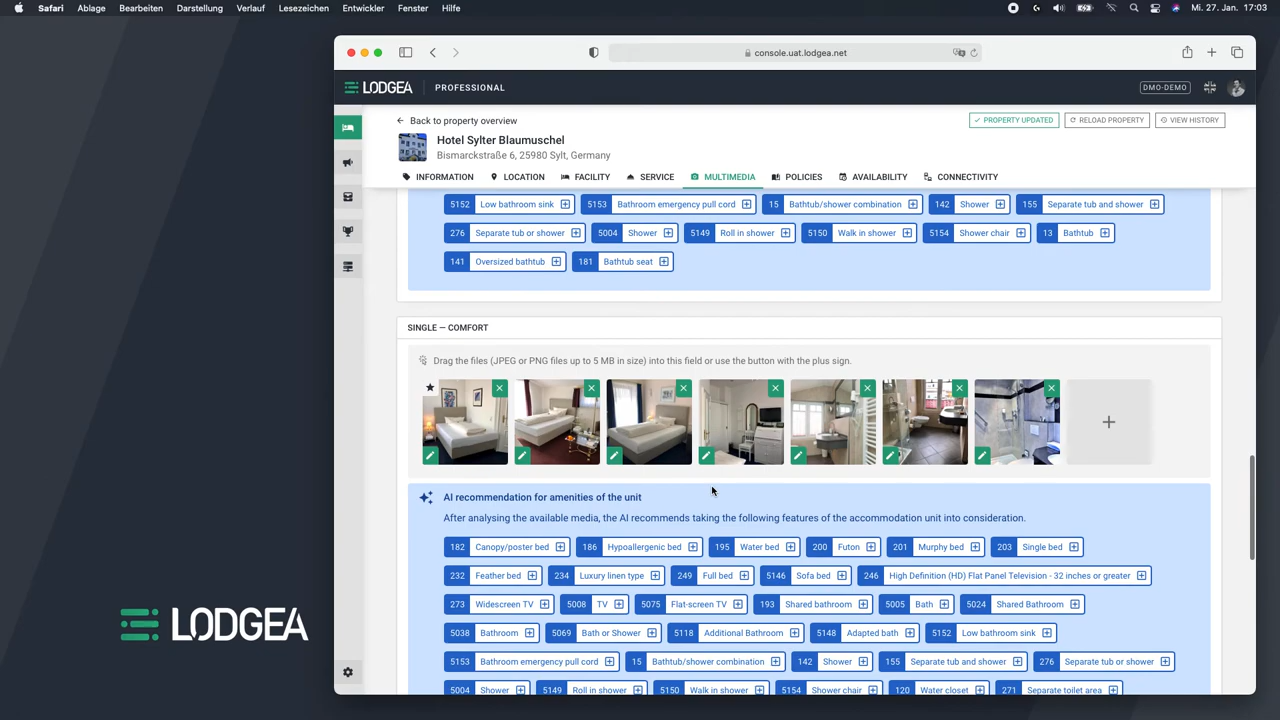 Safari Ablage Bearbeiten Darstellung Verlauf Lesezeichen Entwickler Fenster Hilfe Mi. 27. Jan. 17:03
console.uat.lodgea.net
LODGEA PROFESSIONAL DMO-DEMO
Back to property overview PROPERTY UPDATED RELOAD PROPERTY VIEW HISTORY
Hotel Sylter Blaumuschel
Bismarckstraße 6, 25980 Sylt, Germany
INFORMATION LOCATION FACILITY SERVICE MULTIMEDIA POLICIES AVAILABILITY CONNECTIVITY
5152 Low bathroom sink 5153 Bathroom emergency pull cord 15 Bathtub/shower combination 142 Shower 155 Separate tub and shower
276 Separate tub or shower 5004 Shower 5149 Roll in shower 5150 Walk in shower 5154 Shower chair 13 Bathtub
141 Oversized bathtub 181 Bathtub seat
SINGLE — COMFORT
Drag the files (JPEG or PNG files up to 5 MB in size) into this field or use the button with the plus sign.
AI recommendation for amenities of the unit
After analysing the available media, the AI recommends taking the following features of the accommodation unit into consideration.
182 Canopy/poster bed 186 Hypoallergenic bed 195 Water bed 200 Futon 201 Murphy bed 203 Single bed
232 Feather bed 234 Luxury linen type 249 Full bed 5146 Sofa bed 246 High Definition (HD) Flat Panel Television - 32 inches or greater
273 Widescreen TV 5008 TV 5075 Flat-screen TV 193 Shared bathroom 5005 Bath 5024 Shared Bathroom
5038 Bathroom 5069 Bath or Shower 5118 Additional Bathroom 5148 Adapted bath 5152 Low bathroom sink
5153 Bathroom emergency pull cord 15 Bathtub/shower combination 142 Shower 155 Separate tub and shower 276 Separate tub or shower
5004 Shower 5149 Roll in shower 5150 Walk in shower 5154 Shower chair 120 Water closet 271 Separate toilet area
LODGEA